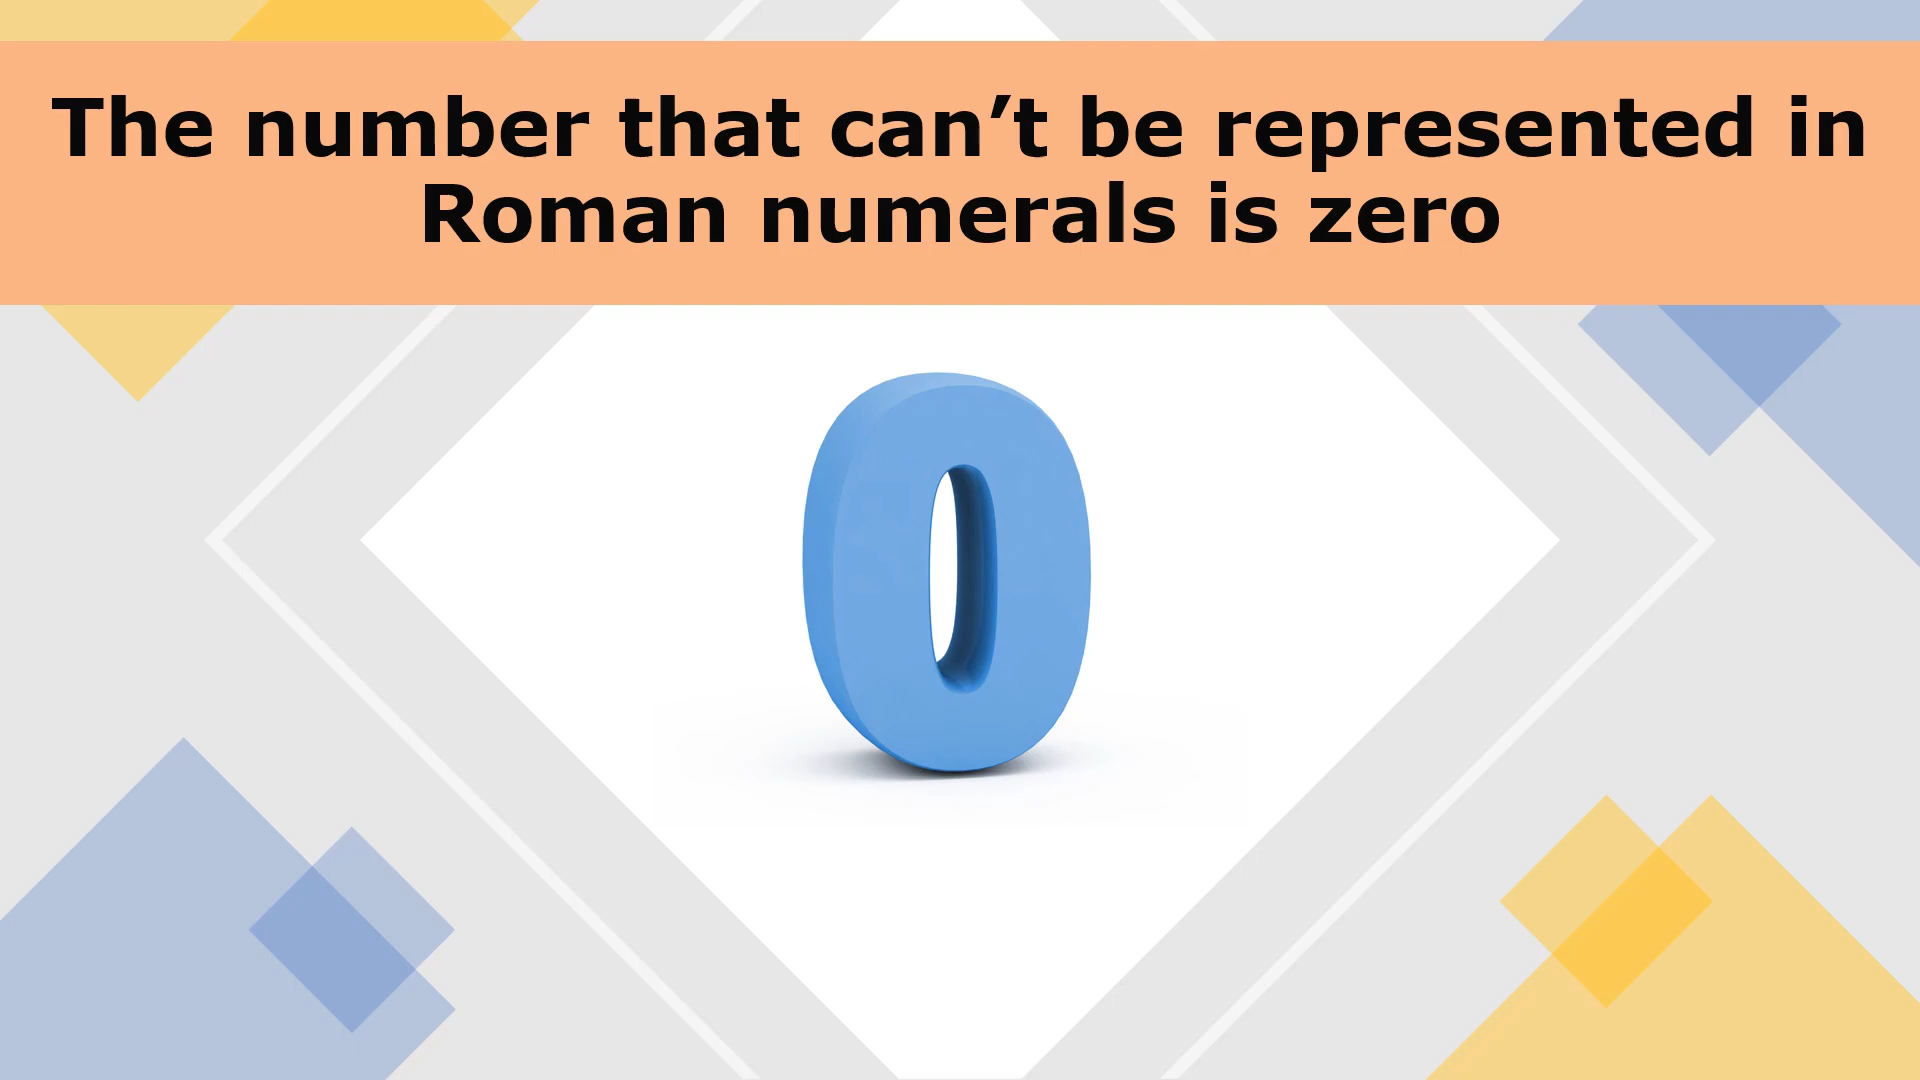 The number that can’t be represented in
Roman numerals is zero
0